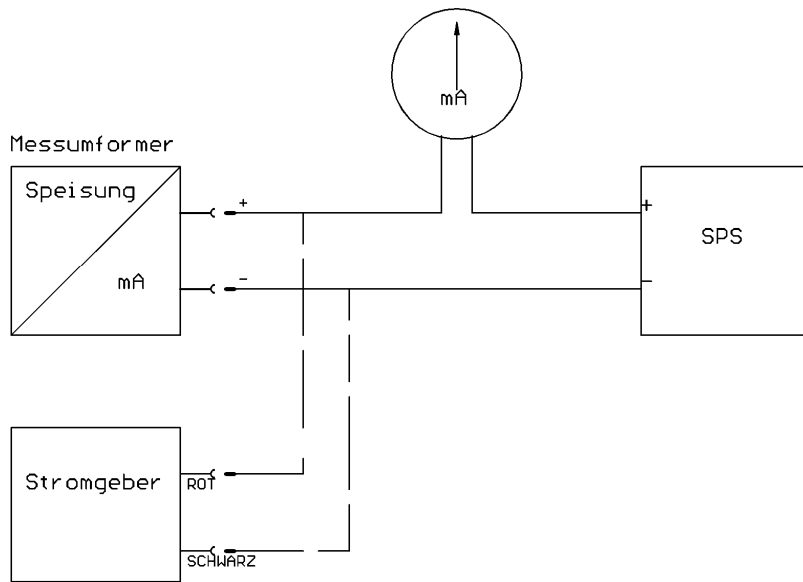 mA
Messumformer
Speisung
+
+
SPS
mA
-
-
Stromgeber
ROT
SCHWARZ